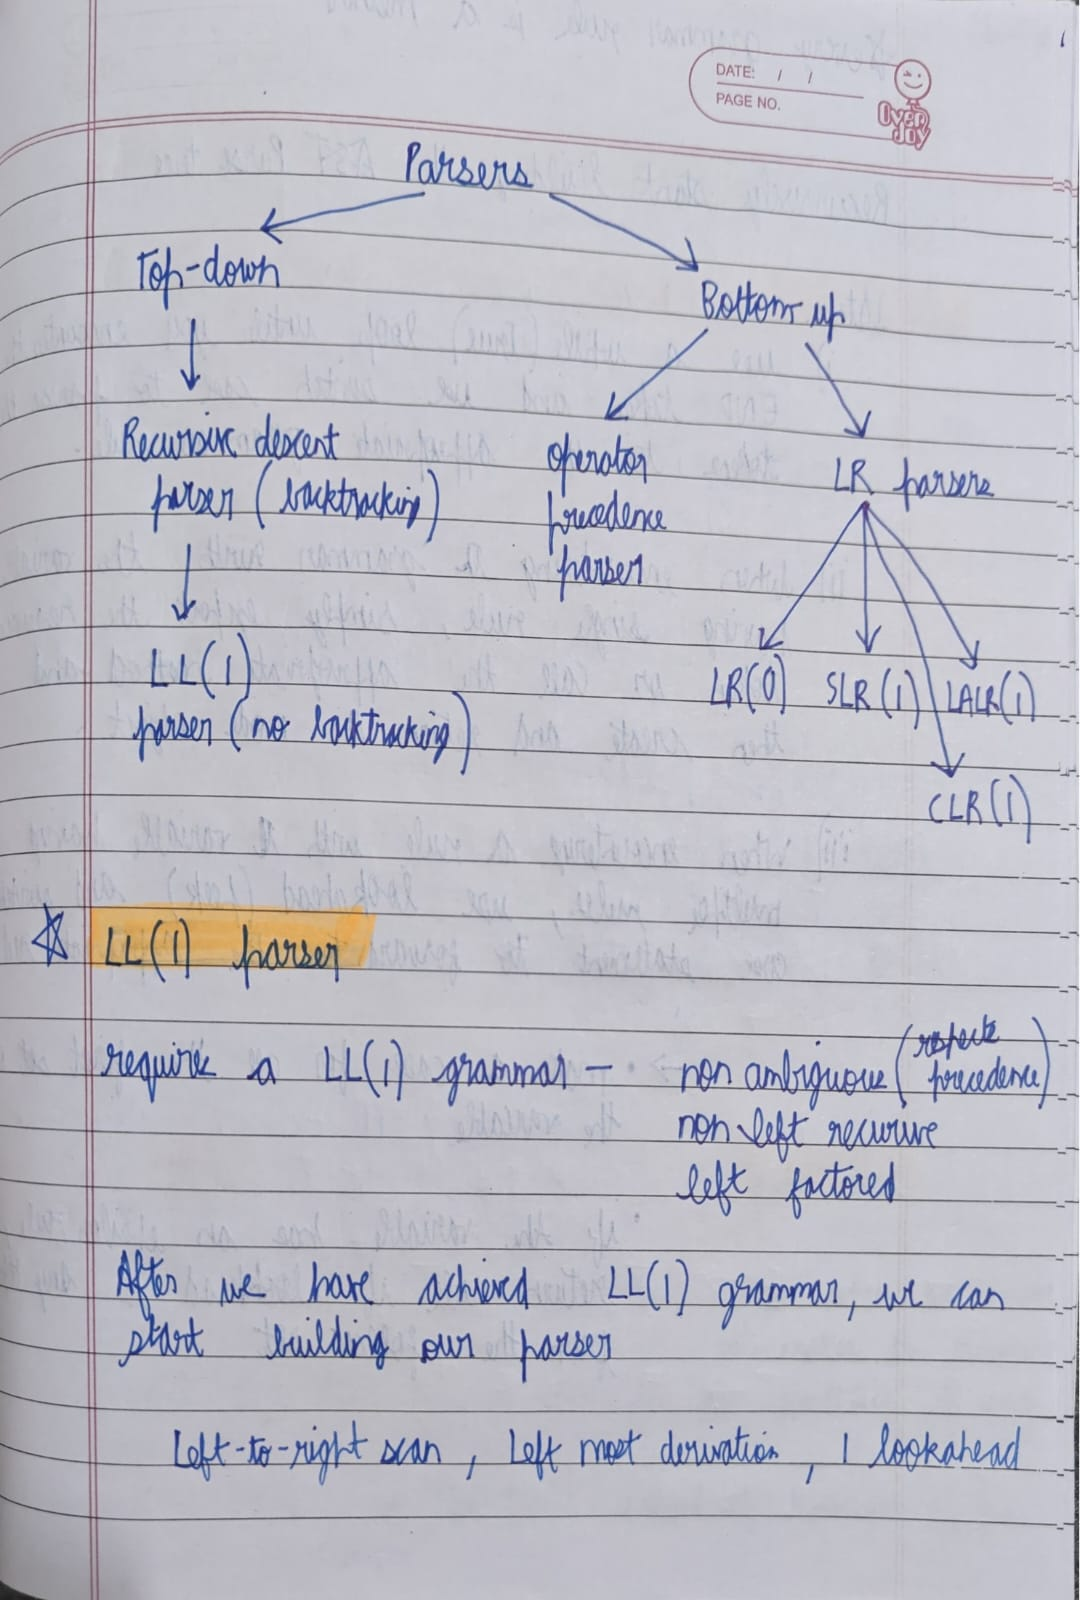 DATE: / /
PAGE NO.
OVER JOY
Parsers
Top-down
Bottom-up
Recursive descent
parser (backtracking)
operator
precedence
parser
LR parsers
LL(1)
parser (no backtracking)
LR(0) SLR(1) LALR(1)
CLR(1)
LL(1) parser
requires a LL(1) grammar – non ambiguous (respects precedence)
non-left recursive
left factored
After we have achieved LL(1) grammar, we can
start building our parser
Left-to-right scan, Left most derivation, 1 lookahead